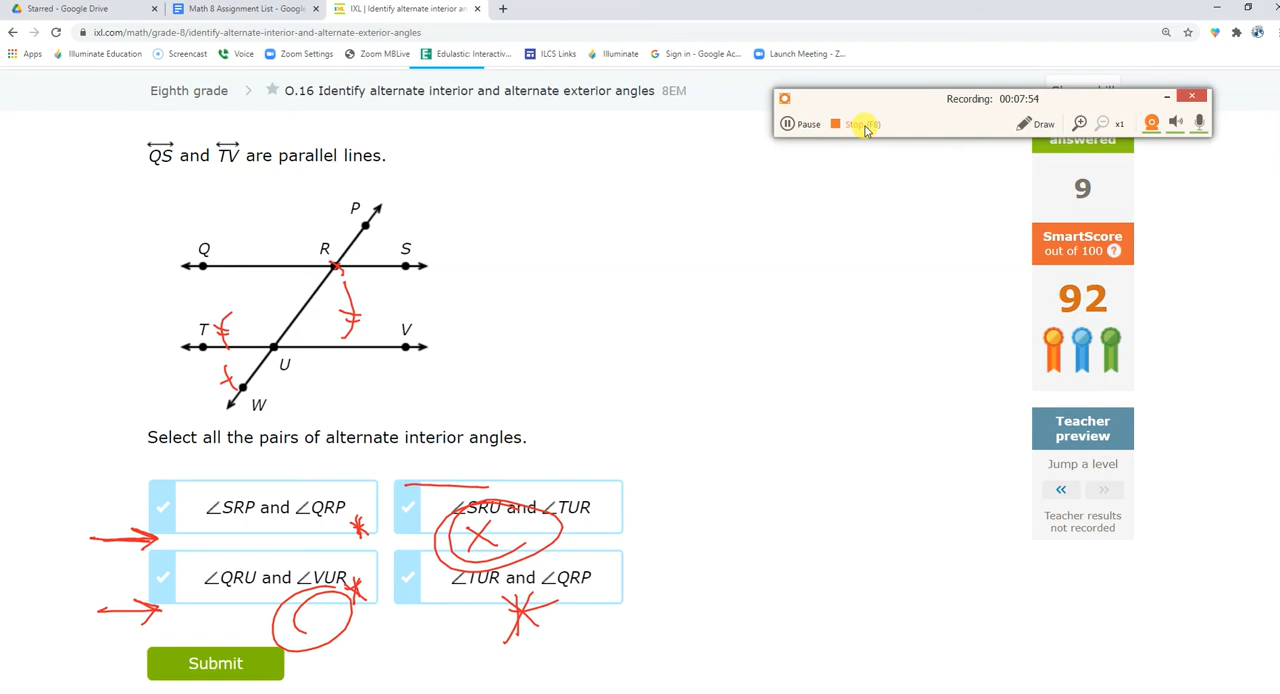 Starred - Google Drive
Math 8 Assignment List - Google
IXL | Identify alternate interior an
ixl.com/math/grade-8/identify-alternate-interior-and-alternate-exterior-angles
Apps Illuminate Education Screencast Voice Zoom Settings Zoom MBLive Edulastic: Interactiv... ILCS Links Illuminate Sign in - Google Ac... Launch Meeting - Z...
Eighth grade > O.16 Identify alternate interior and alternate exterior angles 8EM
Recording: 00:07:54
Pause Stop (F8) Draw x1
QS and TV are parallel lines.
answered
9
P
Q R S
SmartScore
out of 100 ?
92
T V
U
W
Select all the pairs of alternate interior angles.
Teacher
preview
Jump a level
∠SRP and ∠QRP
∠SRU and ∠TUR
Teacher results
not recorded
∠QRU and ∠VUR
∠TUR and ∠QRP
Submit